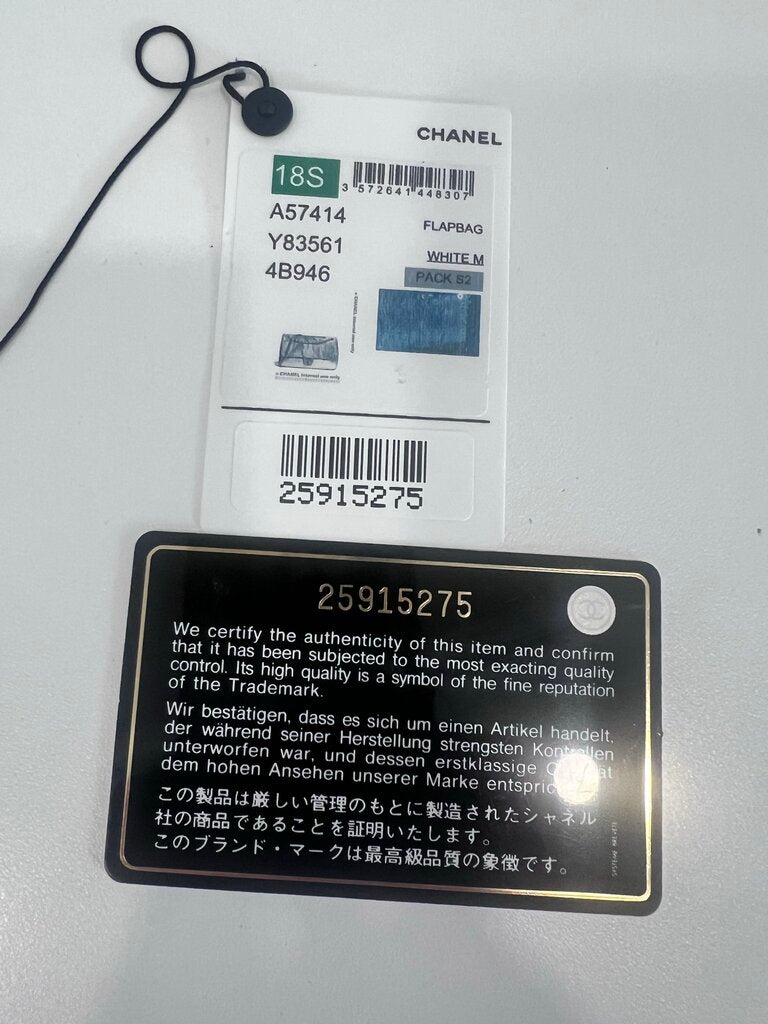 CHANEL
18S
3 572641 448307
A57414
FLAPBAG
Y83561
WHITE M
4B946
PACK S2
25915275
25915275
We certify the authenticity of this item and confirm
that it has been subjected to the most exacting quality
control. Its high quality is a symbol of the fine reputation
of the Trademark.
Wir bestätigen, dass es sich um einen Artikel handelt,
der während seiner Herstellung strengsten Kontrollen
unterworfen war, und dessen erstklassige
dem hohen Ansehen unserer Marke
この製品は厳しい管理のもとに製造されたシャネル
社の商品であることを証明いたします。
このブランド・マークは最高級品質の象徴です。